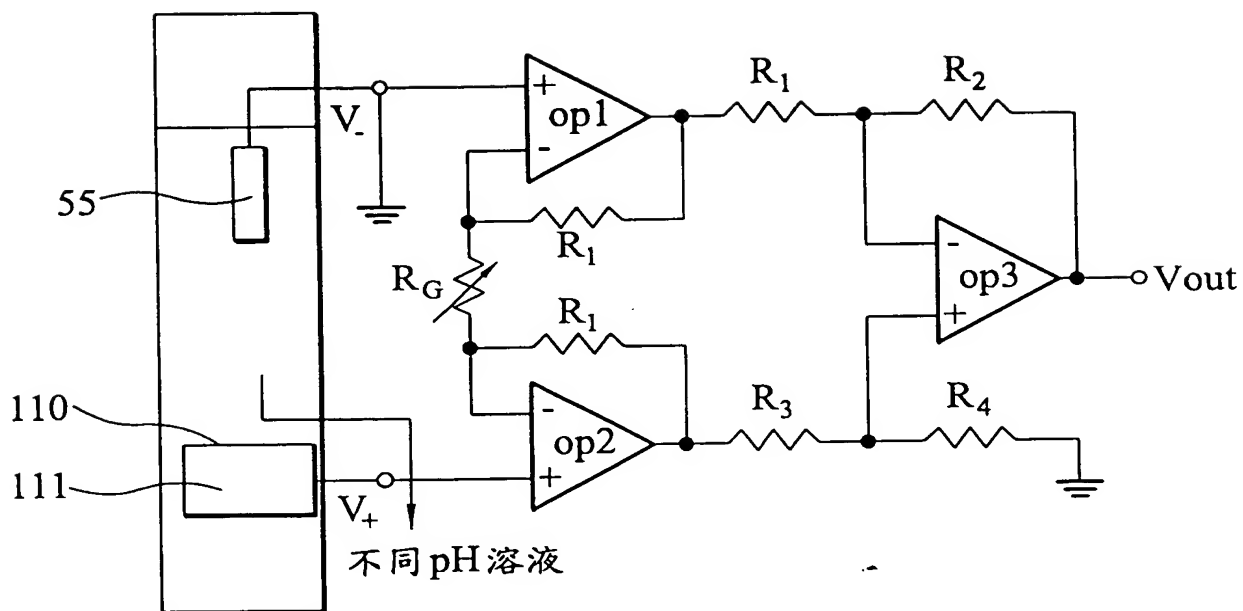 V-
+
op1
-
R1
R2
55
R1
RG
R1
-
op3
+
Vout
110
111
-
op2
+
R3
R4
V+
不同pH溶液